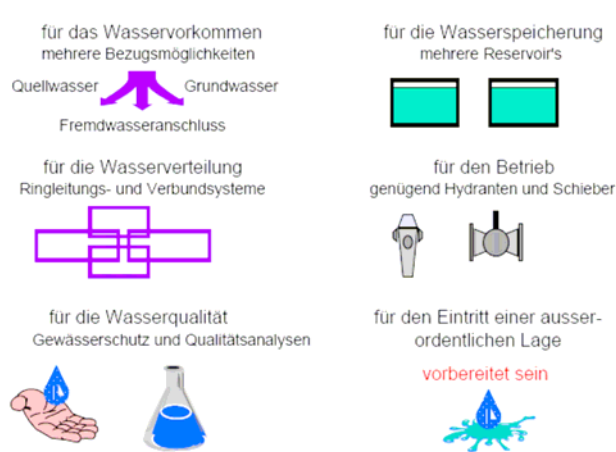 für das Wasservorkommen
mehrere Bezugsmöglichkeiten
Quellwasser
Grundwasser
Fremdwasseranschluss
für die Wasserspeicherung
mehrere Reservoir's
für die Wasserverteilung
Ringleitungs- und Verbundsysteme
für den Betrieb
genügend Hydranten und Schieber
für die Wasserqualität
Gewässerschutz und Qualitätsanalysen
für den Eintritt einer ausser-
ordentlichen Lage
vorbereitet sein